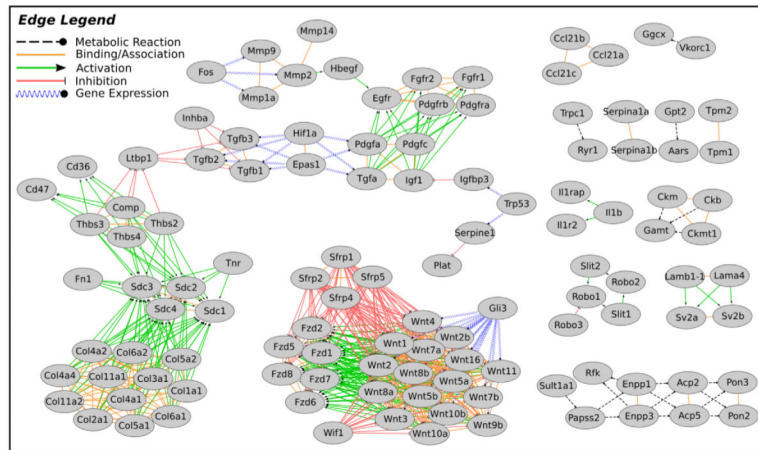 Edge Legend
Metabolic Reaction
Binding/Association
Activation
Inhibition
Gene Expression
Mmp14
Mmp9
Fos
Mmp2
Hbegf
Mmp1a
Fgfr2
Fgfr1
Egfr
Pdgfrb
Pdgfra
Inhba
Tgfb3
Hif1a
Pdgfa
Pdgfc
Ltbp1
Tgfb2
Tgfb1
Epas1
Tgfa
Igf1
Igfbp3
Trp53
Serpine1
Plat
Cd36
Cd47
Comp
Thbs3
Thbs2
Thbs4
Tnr
Fn1
Sdc3
Sdc2
Sdc4
Sdc1
Col4a2
Col6a2
Col5a2
Col4a4
Col11a1
Col3a1
Col11a2
Col4a1
Col1a1
Col2a1
Col5a1
Col6a1
Sfrp1
Sfrp2
Sfrp5
Sfrp4
Gli3
Fzd2
Fzd5
Fzd1
Fzd8
Fzd7
Fzd6
Wif1
Wnt4
Wnt1
Wnt2b
Wnt7a
Wnt2
Wnt16
Wnt8b
Wnt11
Wnt8a
Wnt5a
Wnt5b
Wnt7b
Wnt3
Wnt10b
Wnt10a
Wnt9b
Ccl21b
Ccl21a
Ccl21c
Ggcx
Vkorc1
Trpc1
Ryr1
Serpina1a
Serpina1b
Gpt2
Aars
Tpm2
Tpm1
Il1rap
Il1b
Il1r2
Ckm
Ckb
Gamt
Ckmt1
Slit2
Robo2
Robo1
Slit1
Robo3
Lamb1-1
Lama4
Sv2a
Sv2b
Rfk
Sult1a1
Enpp1
Acp2
Pon3
Papss2
Enpp3
Acp5
Pon2